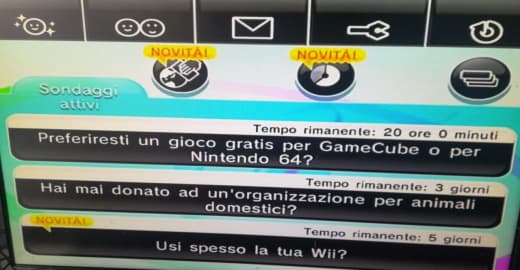 NOVITÀ!
NOVITÀ!
Sondaggi
attivi
Tempo rimanente: 20 ore 0 minuti
Preferiresti un gioco gratis per GameCube o per
Nintendo 64?
Tempo rimanente: 3 giorni
Hai mai donato ad un'organizzazione per animali
domestici?
NOVITÀ!
Tempo rimanente: 5 giorni
Usi spesso la tua Wii?